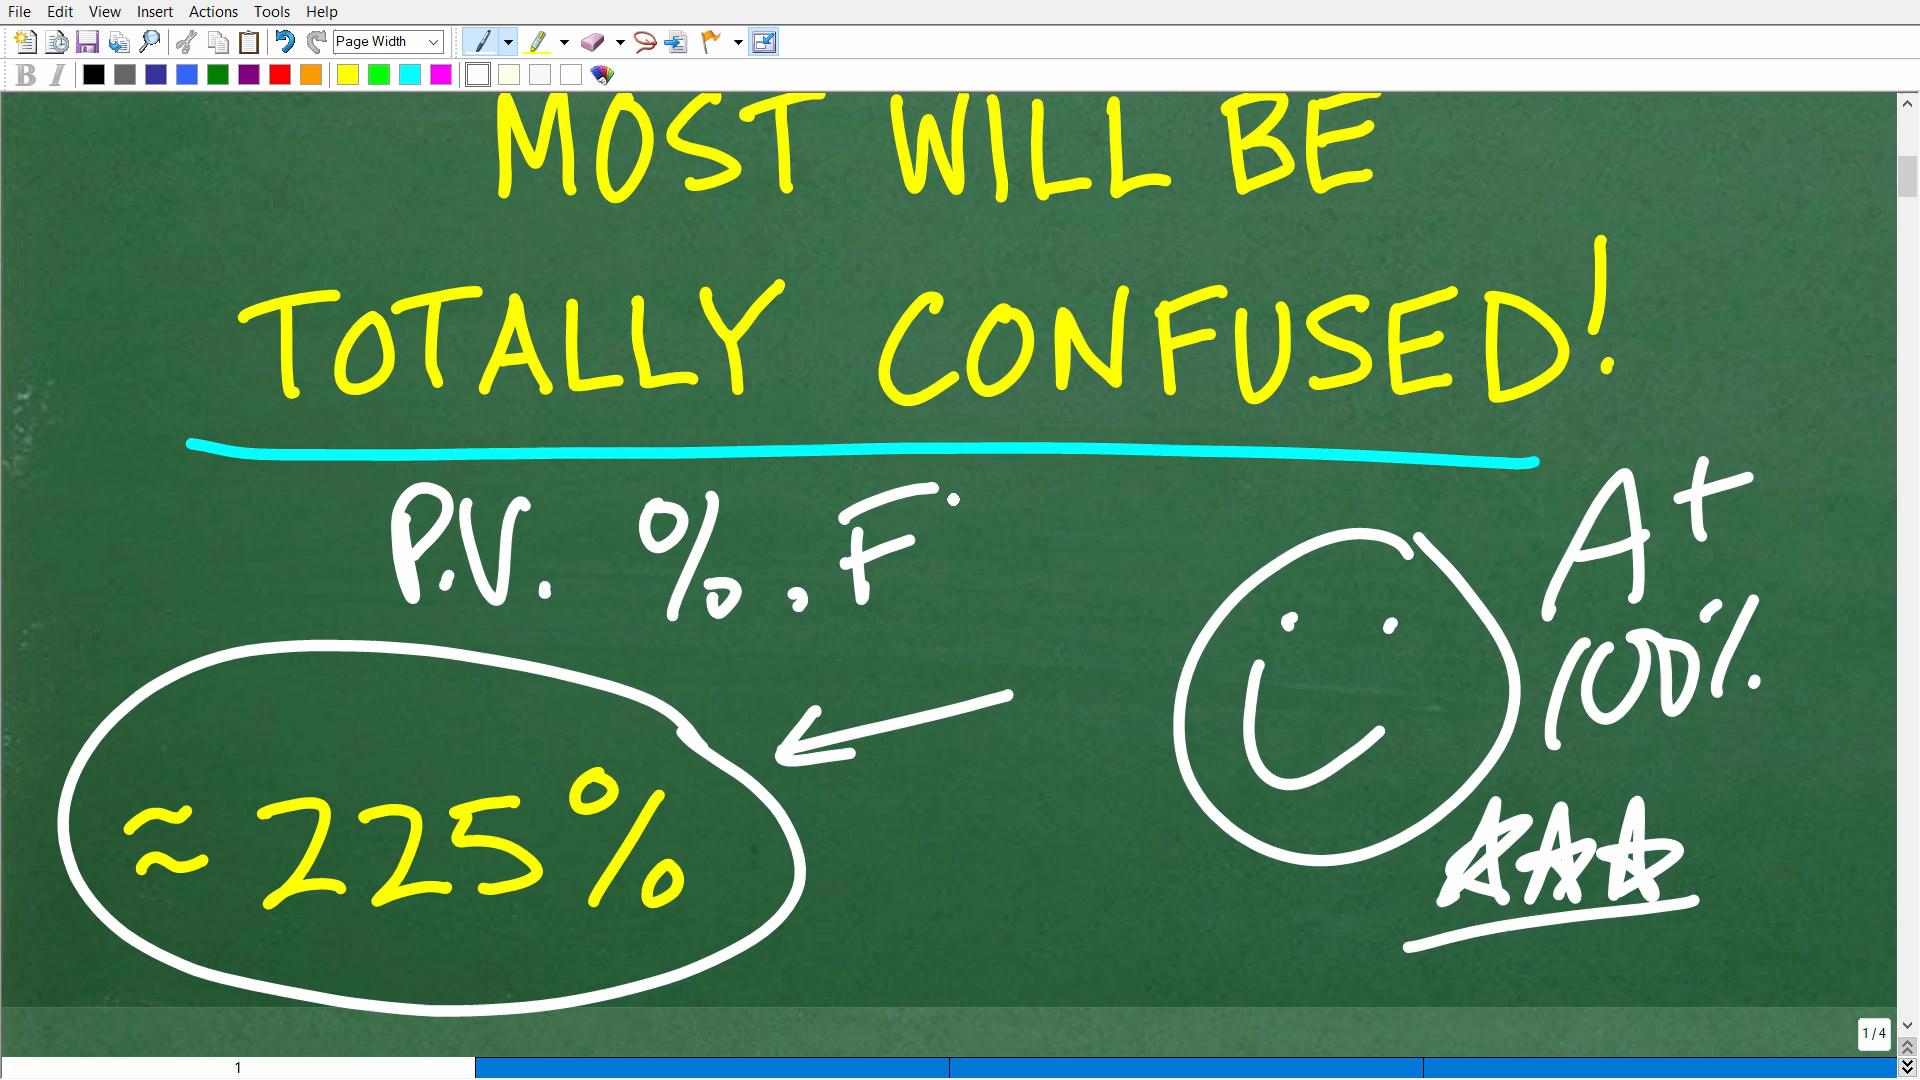 File Edit View Insert Actions Tools Help
Page Width
B I
MOST WILL BE
TOTALLY CONFUSED!
P.V. %, F
A+
100%
≈ 225%
1 / 4
1